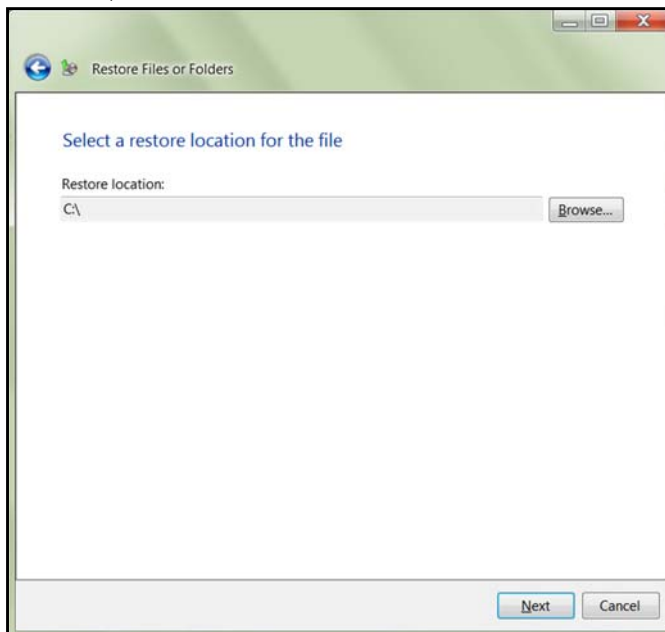 Restore Files or Folders
Select a restore location for the file
Restore location:
C:\
Browse...
Next
Cancel